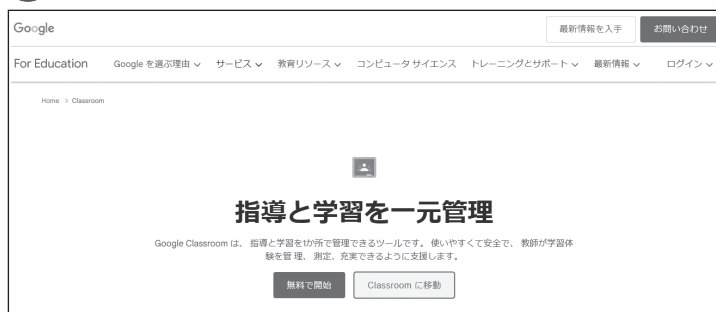 Google 最新情報を入手 お問い合わせ
For Education Google を選ぶ理由 サービス 教育リソース コンピュータ サイエンス トレーニングとサポート 最新情報 ログイン
Home > Classroom
指導と学習を一元管理
Google Classroom は、 指導と学習を1か所で管理できるツールです。 使いやすくて安全で、 教師が学習体
験を管 理、 測定、充実できるように支援します。
無料で開始 Classroom に移動